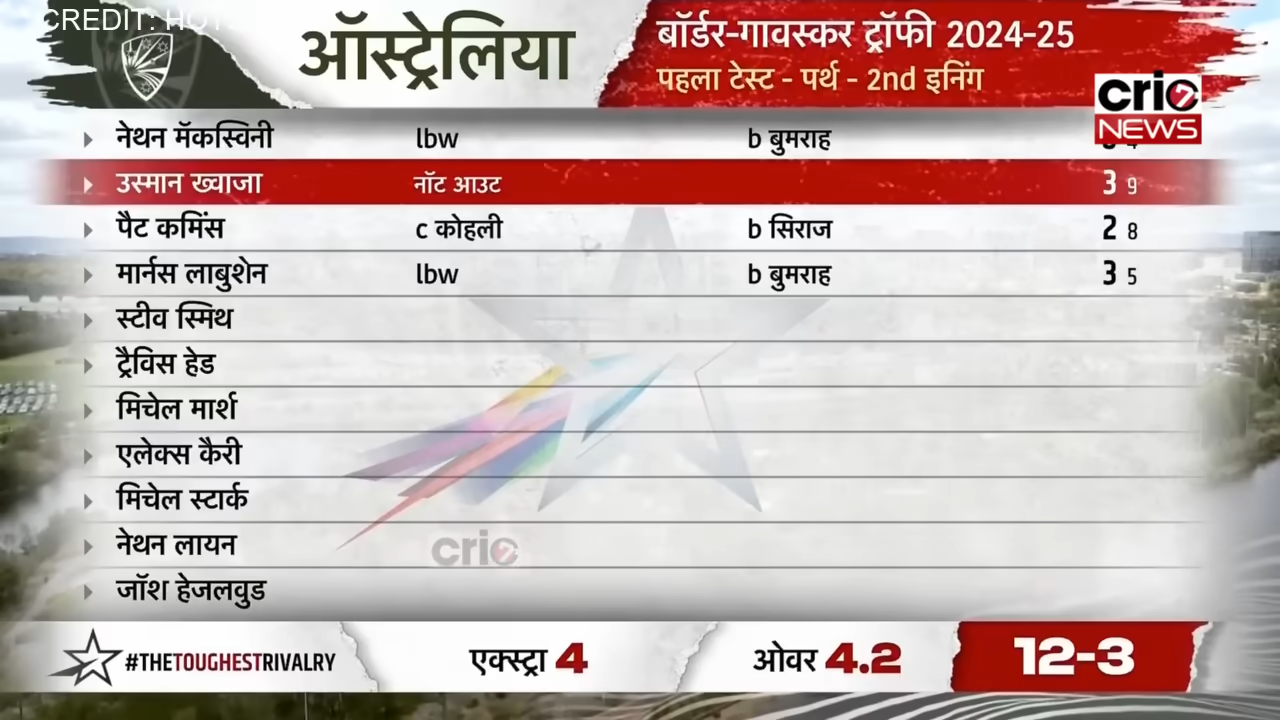 CREDIT:
ऑस्ट्रेलिया
बॉर्डर-गावस्कर ट्रॉफी 2024-25
पहला टेस्ट - पर्थ - 2nd इनिंग
cric7
NEWS
नेथन मॅकस्विनी lbw b बुमराह
उस्मान ख्वाजा नॉट आउट 3 9
पैट कमिंस c कोहली b सिराज 2 8
मार्नस लाबुशेन lbw b बुमराह 3 5
स्टीव स्मिथ
ट्रैविस हेड
मिचेल मार्श
एलेक्स कैरी
मिचेल स्टार्क
cric
नेथन लायन
जॉश हेजलवुड
#THETOUGHESTRIVALRY एक्स्ट्रा 4 ओवर 4.2 12-3